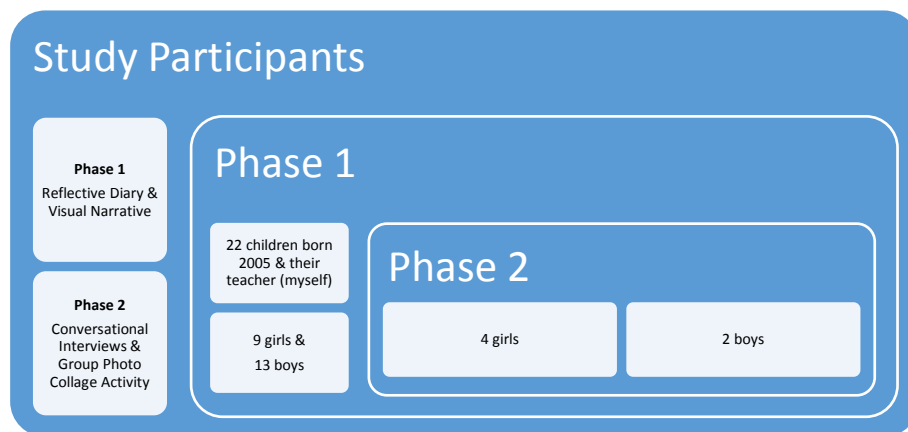 Study Participants
Phase 1
Reflective Diary &
Visual Narrative
Phase 2
Conversational
Interviews &
Group Photo
Collage Activity
Phase 1
22 children born
2005 & their
teacher (myself)
9 girls &
13 boys
Phase 2
4 girls
2 boys